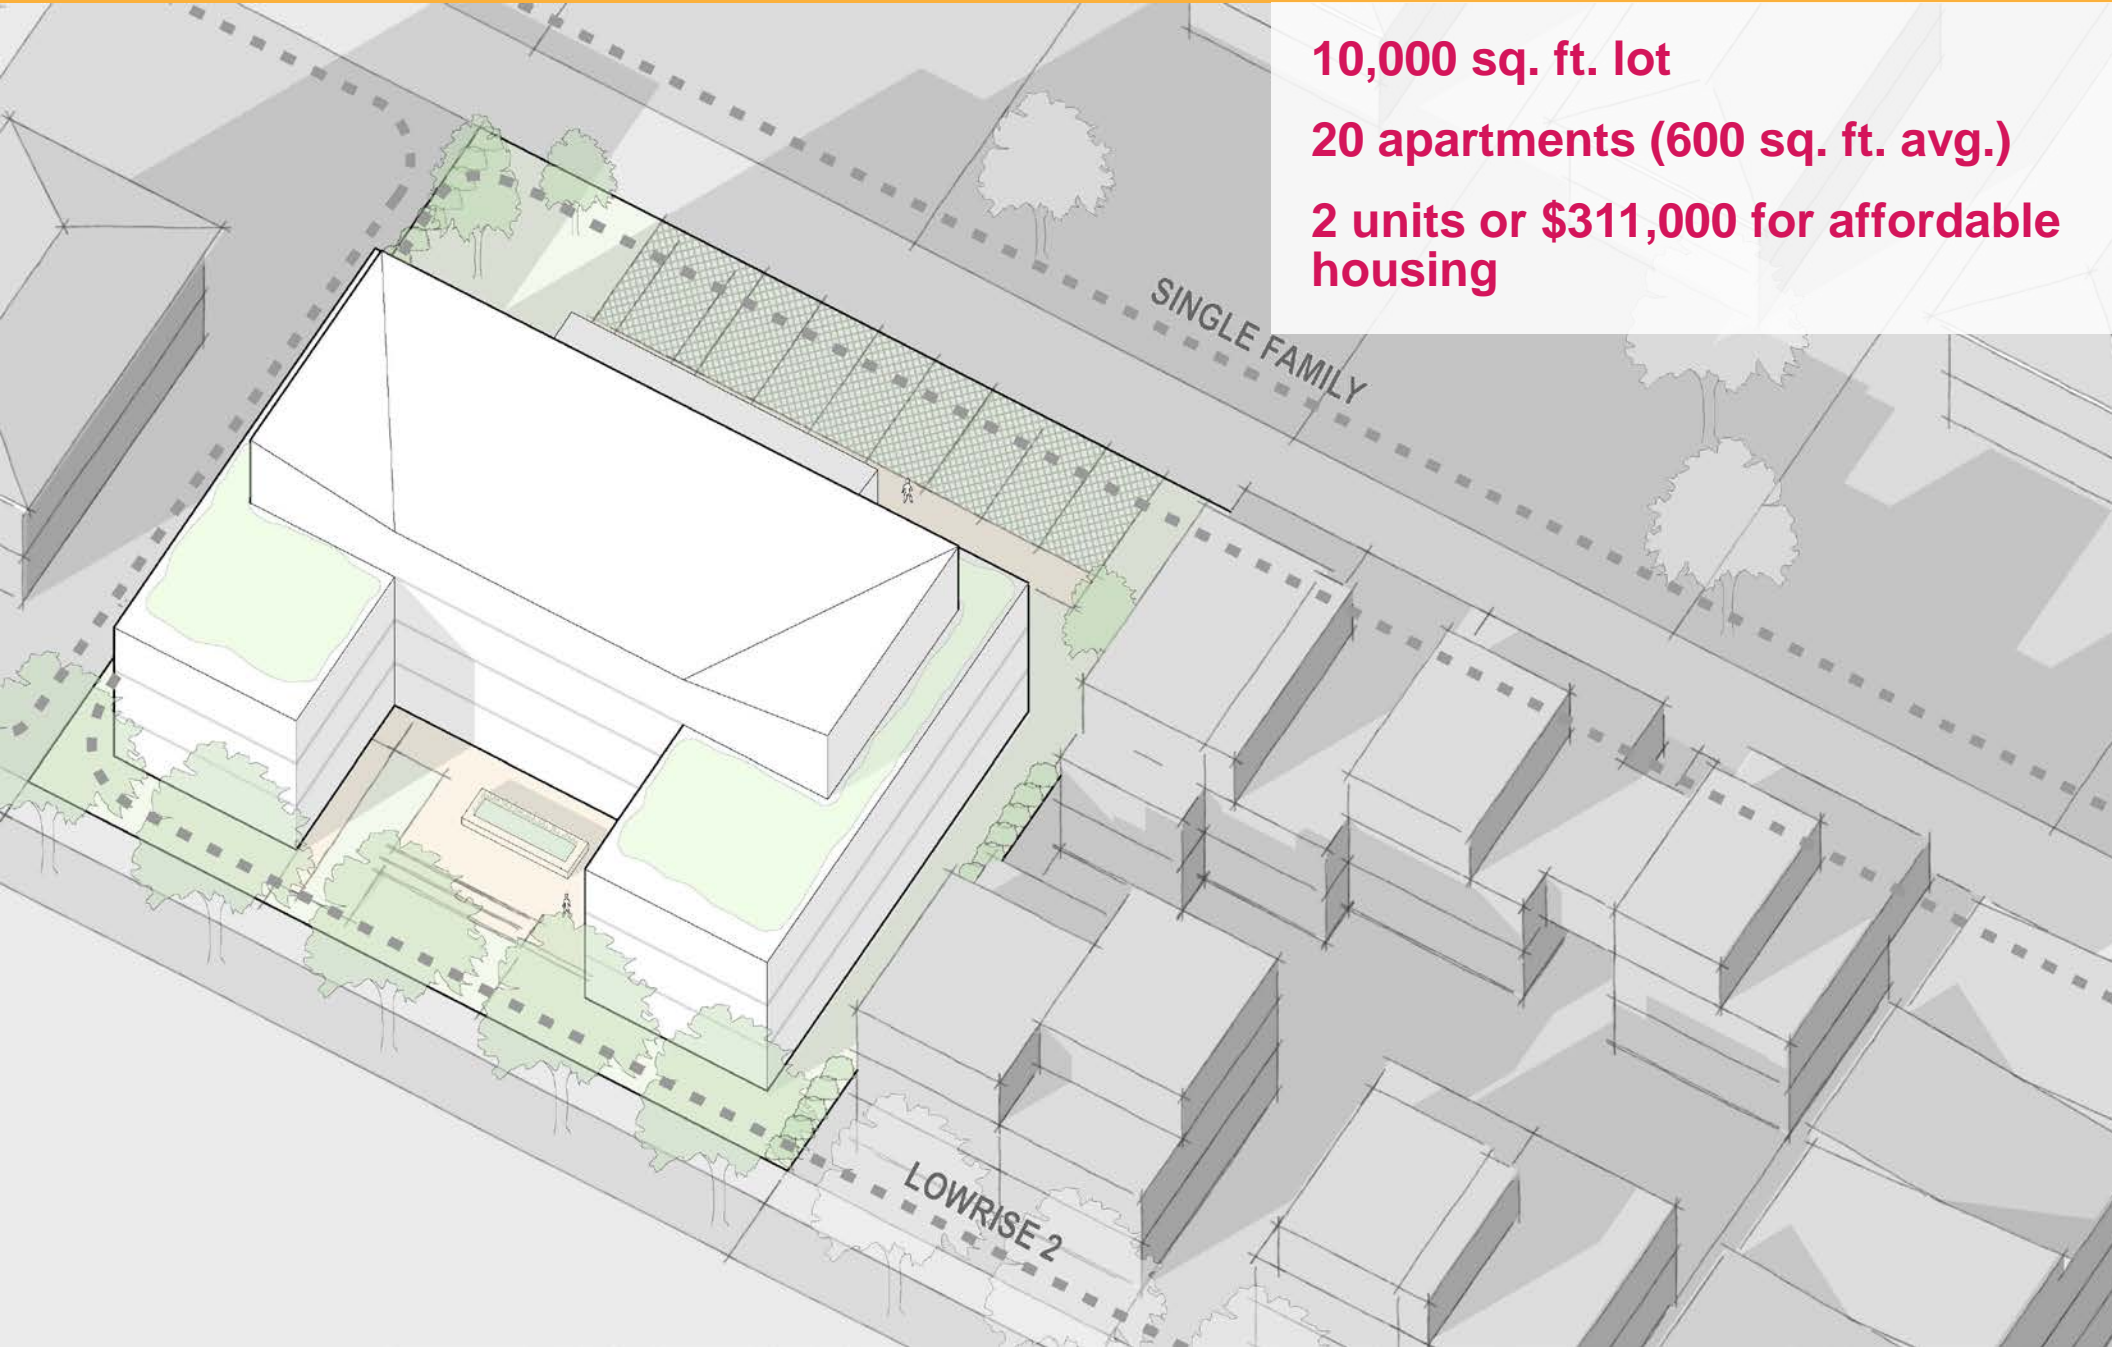 10,000 sq. ft. lot
20 apartments (600 sq. ft. avg.)
2 units or $311,000 for affordable
housing
SINGLE FAMILY
LOWRISE 2